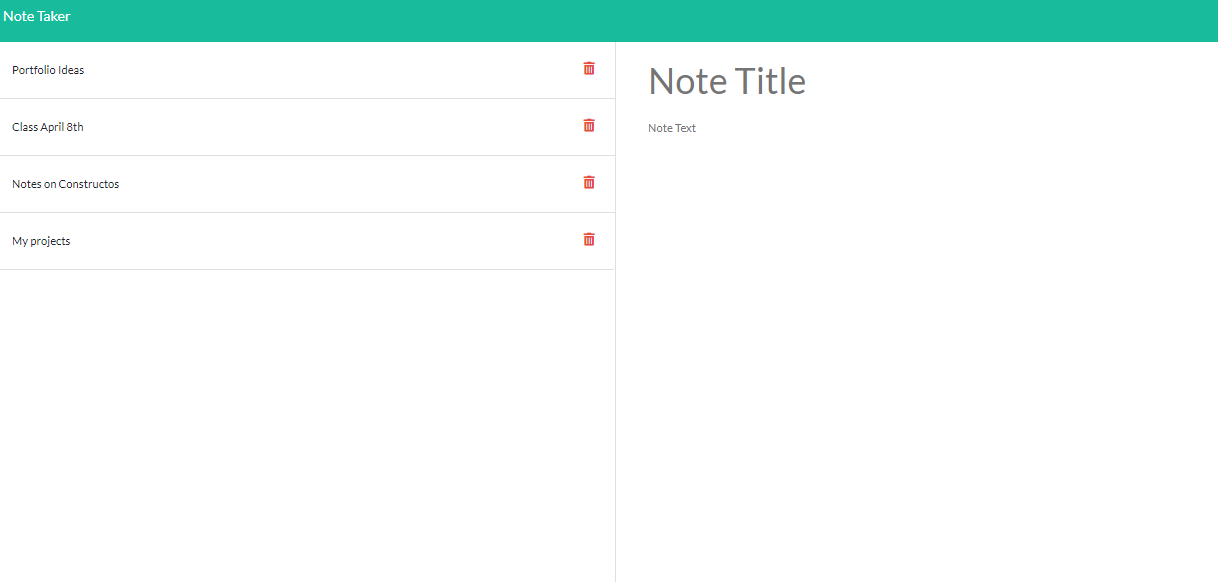 Note Taker
Portfolio Ideas
Class April 8th
Notes on Constructos
My projects
Note Title
Note Text